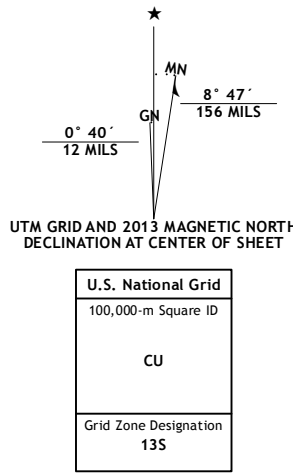 ★
MN
GN
8° 47´
156 MILS
0° 40´
12 MILS
UTM GRID AND 2013 MAGNETIC NORTH
DECLINATION AT CENTER OF SHEET
U.S. National Grid
100,000-m Square ID
CU
Grid Zone Designation
13S